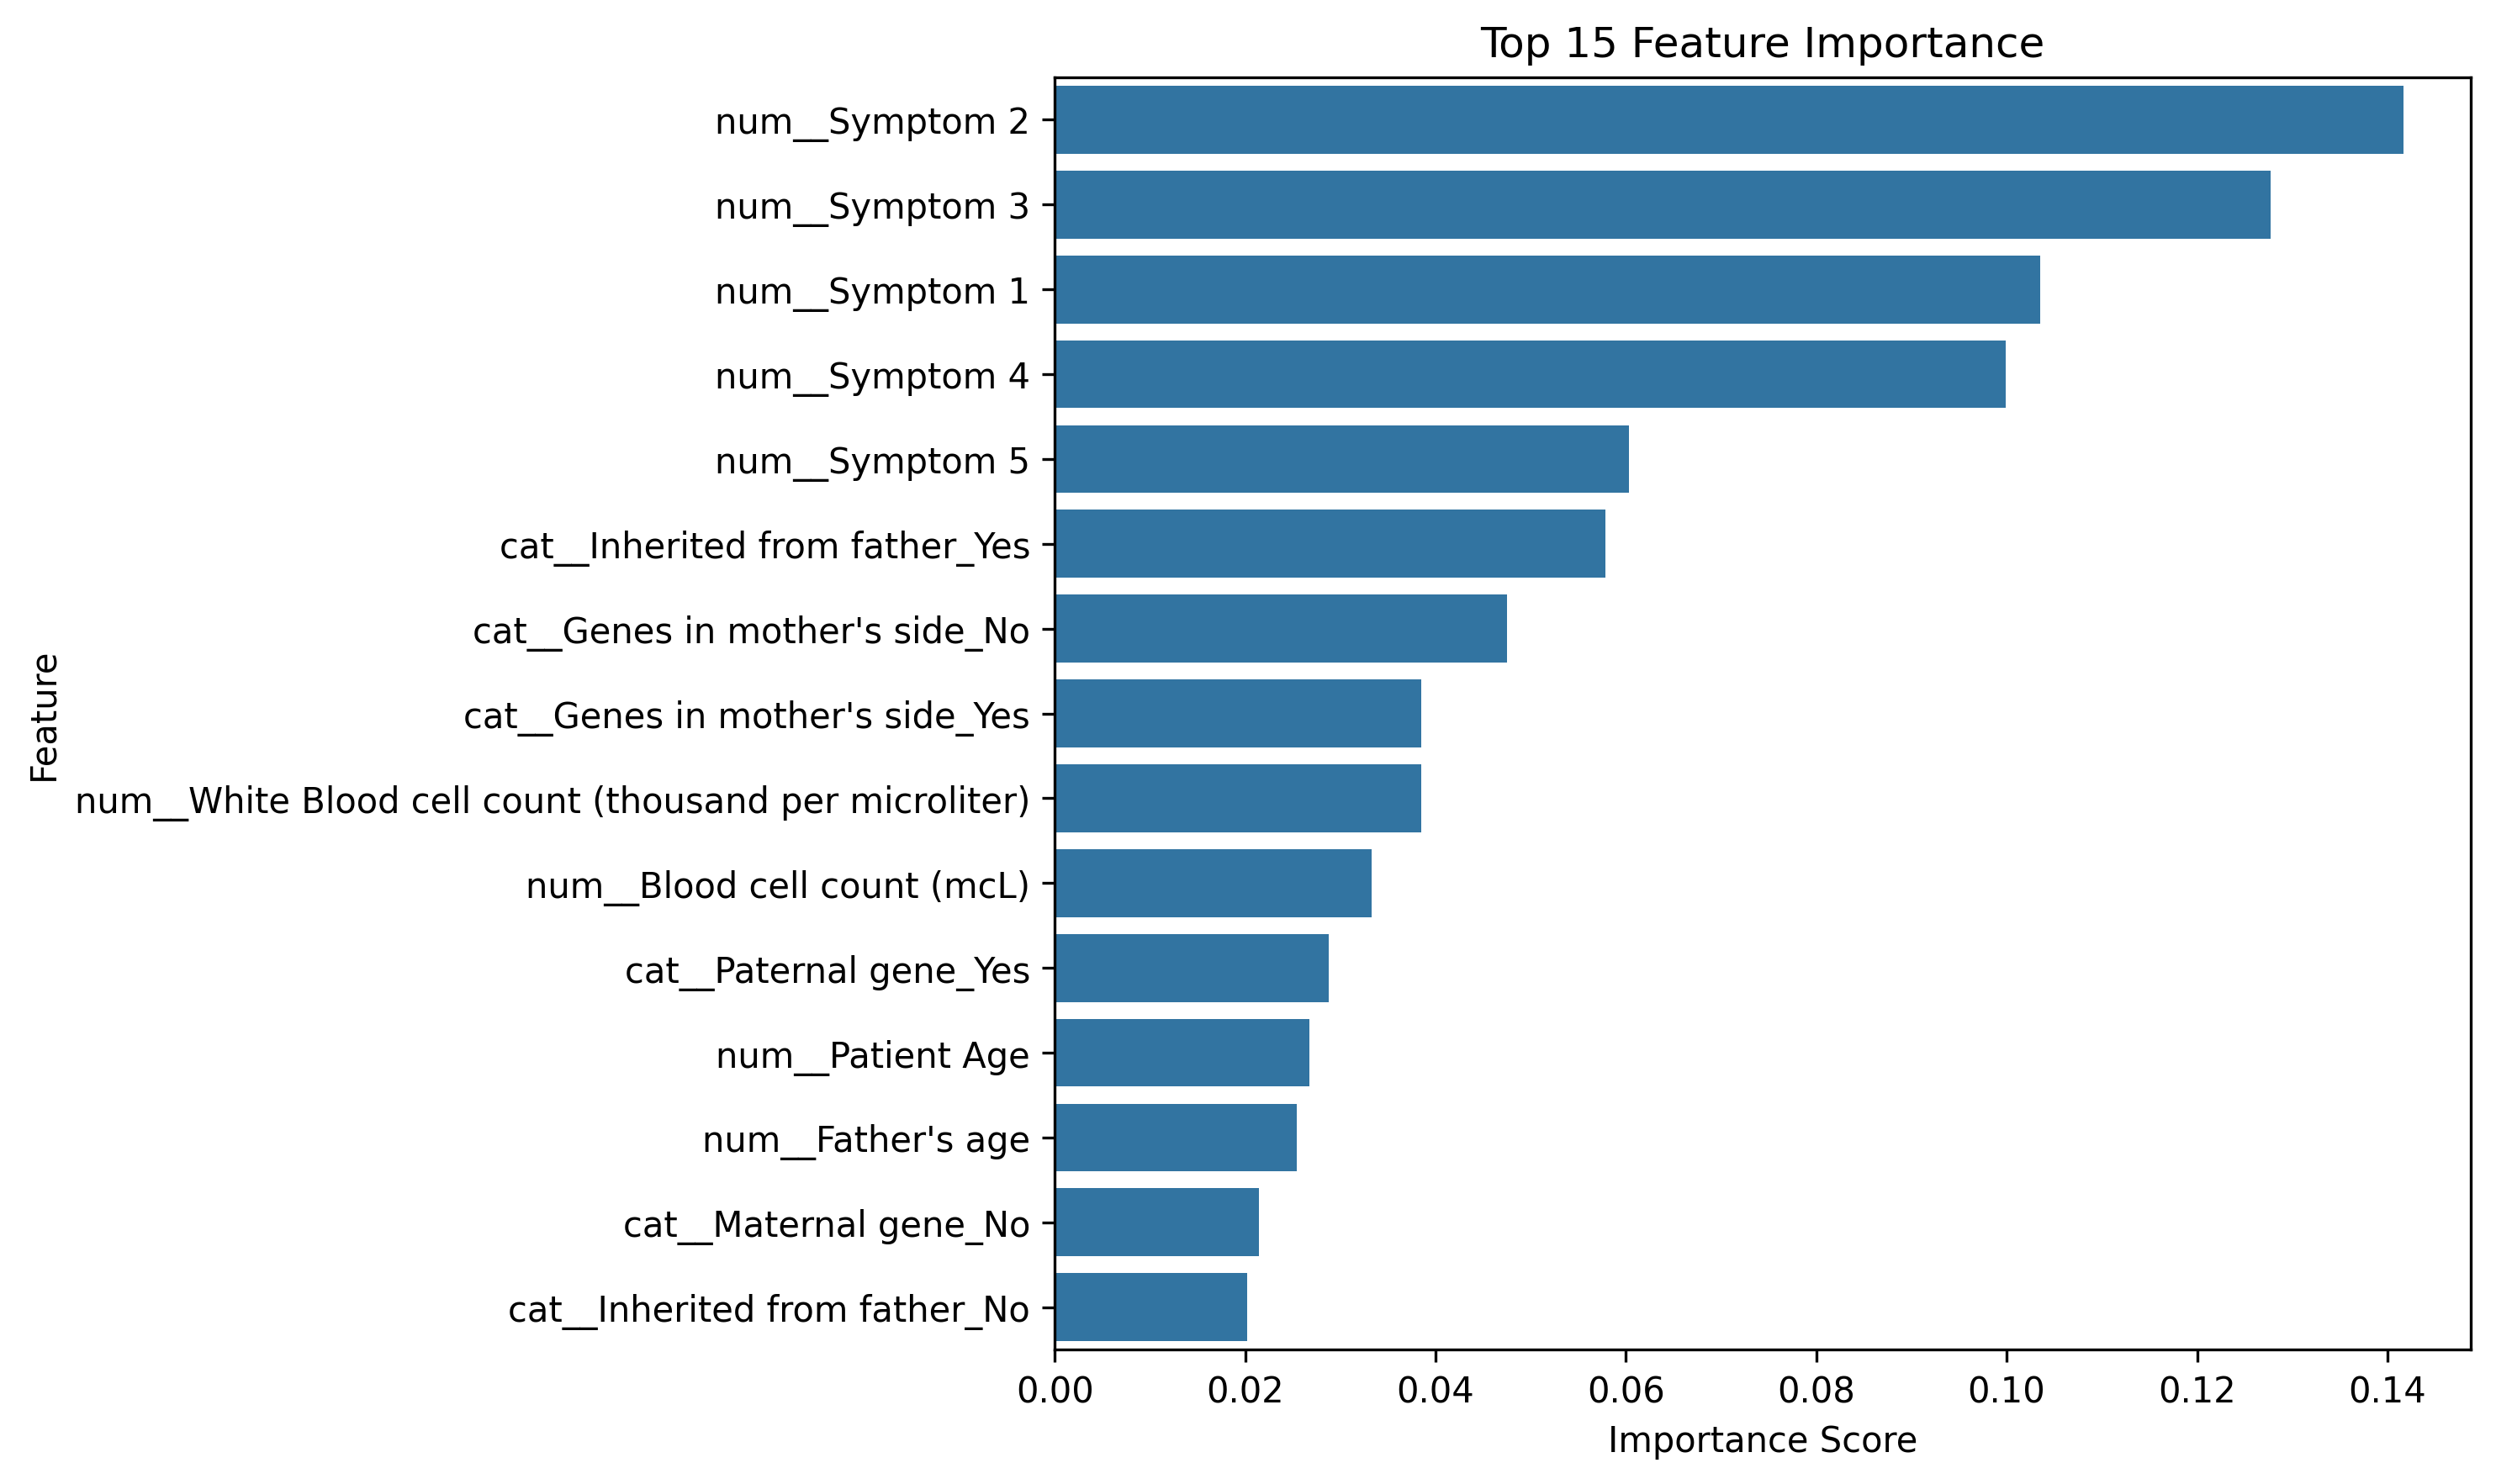 Top 15 Feature Importance
Feature
num__Symptom 2
num__Symptom 3
num__Symptom 1
num__Symptom 4
num__Symptom 5
cat__Inherited from father_Yes
cat__Genes in mother's side_No
cat__Genes in mother's side_Yes
num__White Blood cell count (thousand per microliter)
num__Blood cell count (mcL)
cat__Paternal gene_Yes
num__Patient Age
num__Father's age
cat__Maternal gene_No
cat__Inherited from father_No
0.00 0.02 0.04 0.06 0.08 0.10 0.12 0.14
Importance Score